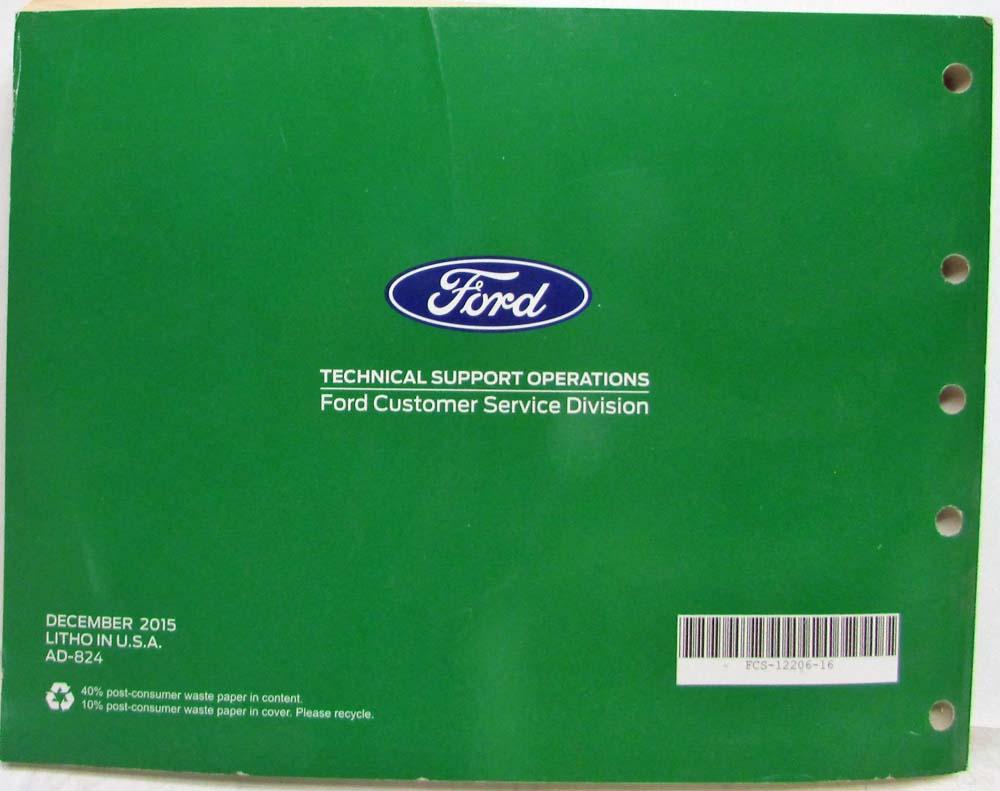 Ford
TECHNICAL SUPPORT OPERATIONS
Ford Customer Service Division
DECEMBER 2015
LITHO IN U.S.A.
AD-824
40% post-consumer waste paper in content.
10% post-consumer waste paper in cover. Please recycle.
FCS-12206-16